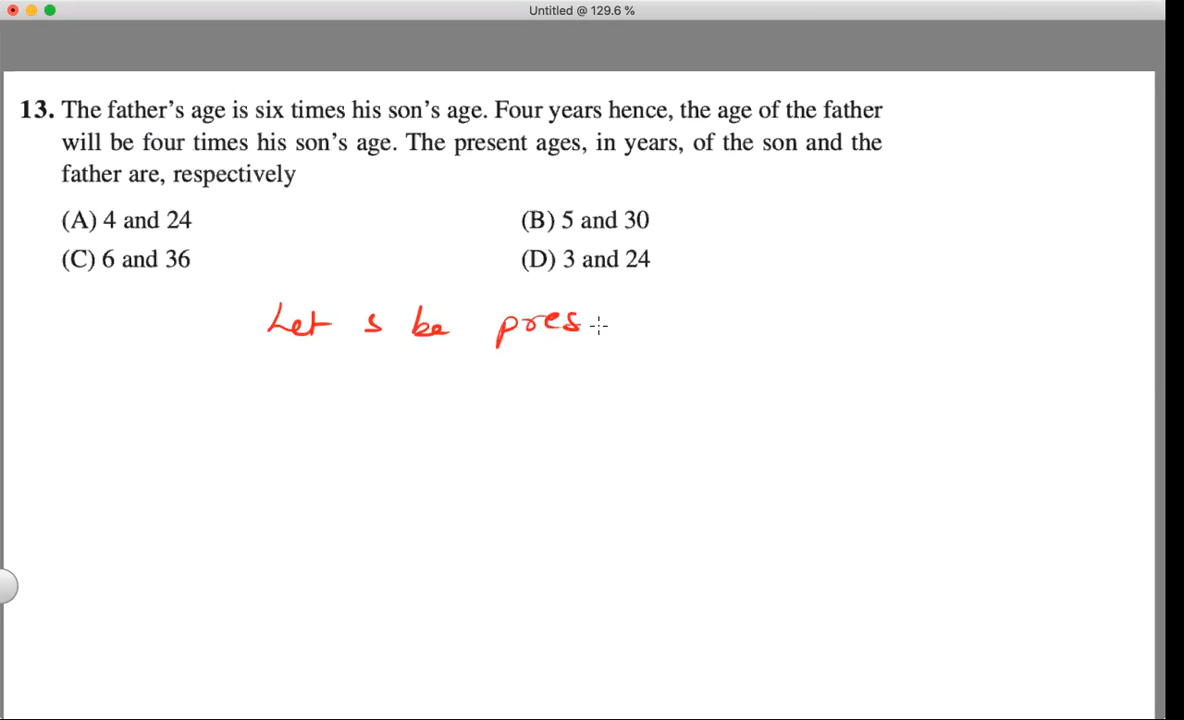 Untitled @ 129.6 %
13. The father’s age is six times his son’s age. Four years hence, the age of the father
will be four times his son’s age. The present ages, in years, of the son and the
father are, respectively
(A) 4 and 24 (B) 5 and 30
(C) 6 and 36 (D) 3 and 24
Let s be pres